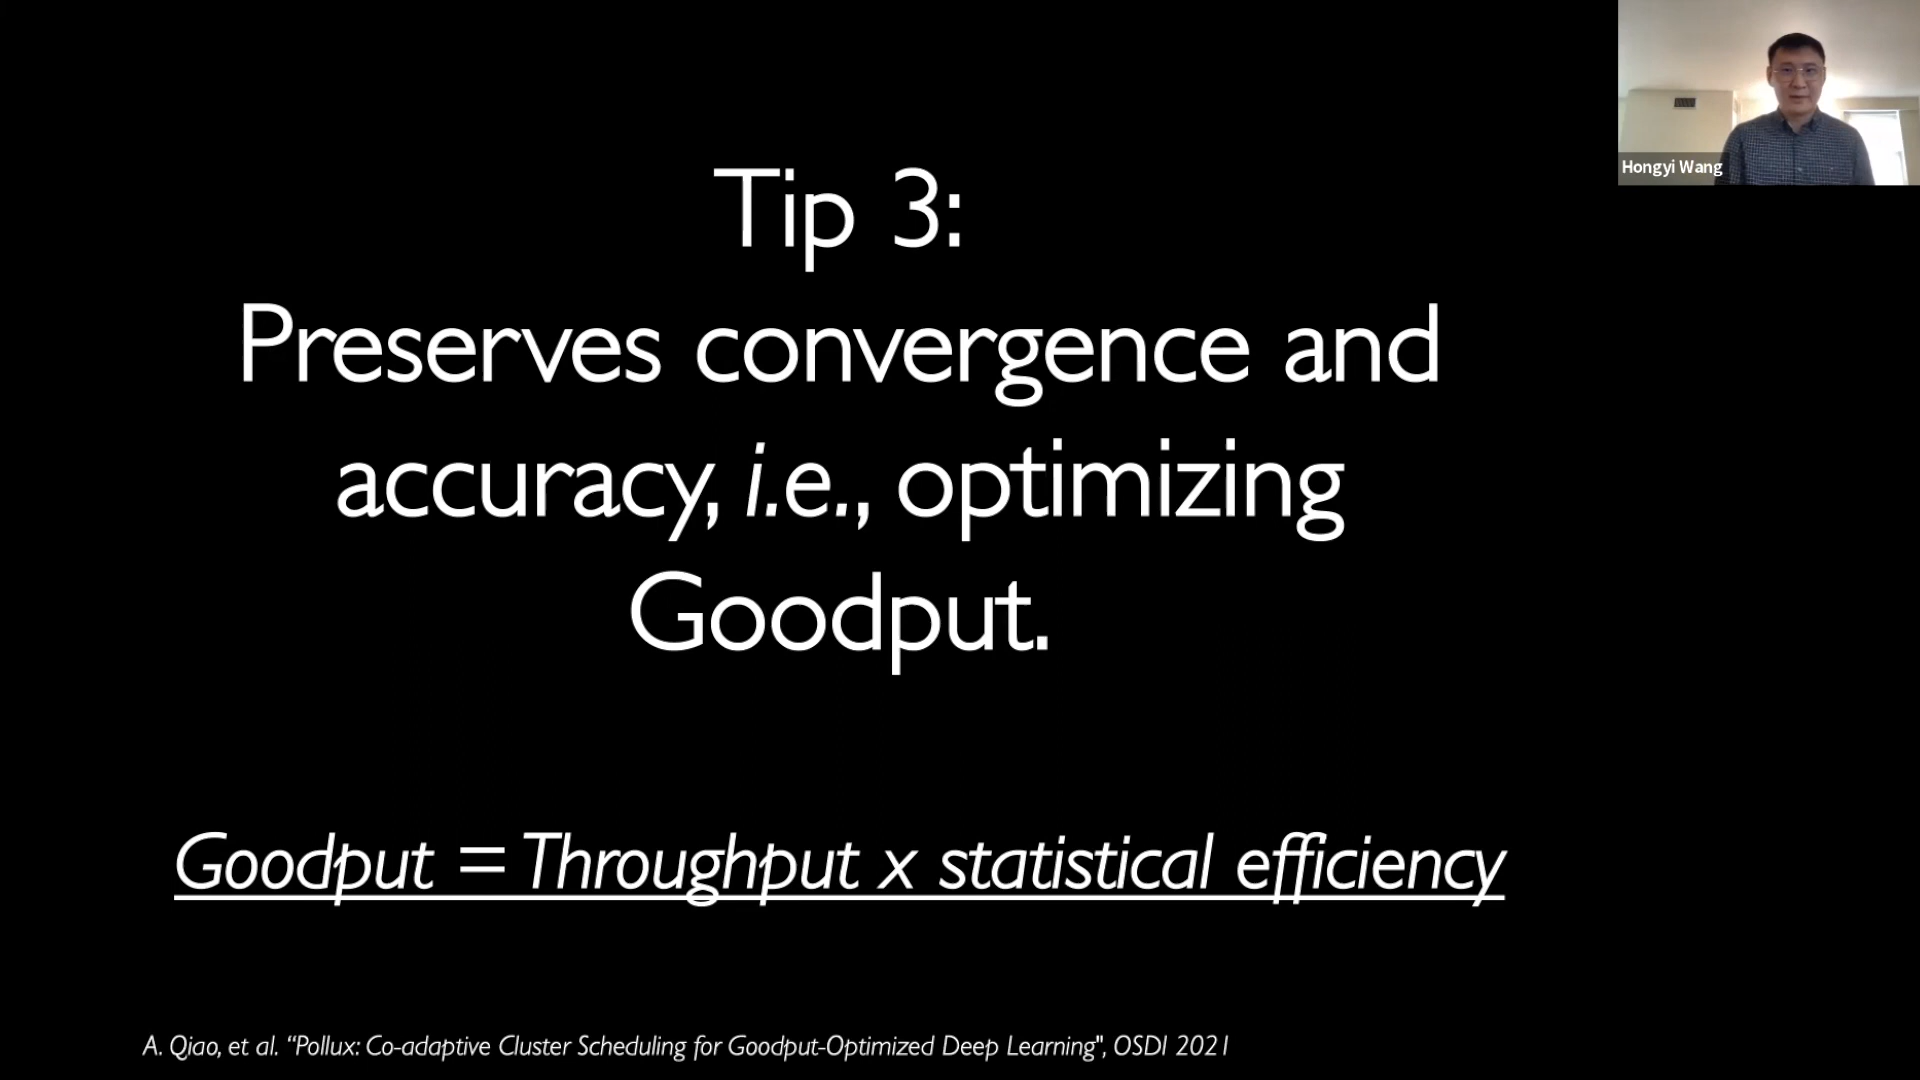 Tip 3:
Preserves convergence and
accuracy, i.e., optimizing
Goodput.
Goodput = Throughput x statistical efficiency
A. Qiao, et al. “Pollux: Co-adaptive Cluster Scheduling for Goodput-Optimized Deep Learning", OSDI 2021
Hongyi Wang